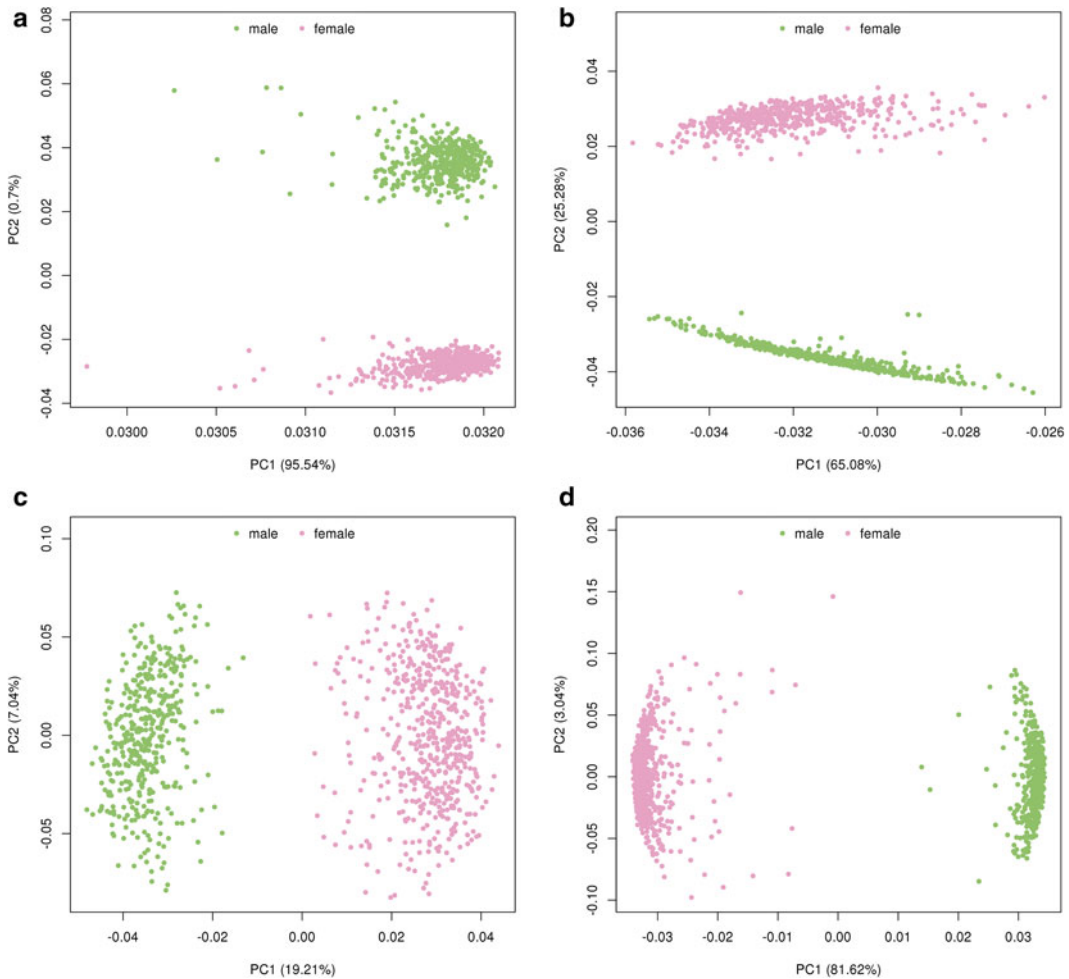 a
male female
0.08
0.06
0.04
0.02
0.00
-0.02
-0.04
PC2 (0.7%)
0.0300 0.0305 0.0310 0.0315 0.0320
PC1 (95.54%)
b
male female
0.04
0.02
0.00
-0.02
-0.04
PC2 (25.28%)
-0.036 -0.034 -0.032 -0.030 -0.028 -0.026
PC1 (65.08%)
c
male female
0.10
0.05
0.00
-0.05
PC2 (7.04%)
-0.04 -0.02 0.00 0.02 0.04
PC1 (19.21%)
d
male female
0.20
0.15
0.10
0.05
0.00
-0.05
-0.10
PC2 (3.04%)
-0.03 -0.02 -0.01 0.00 0.01 0.02 0.03
PC1 (81.62%)